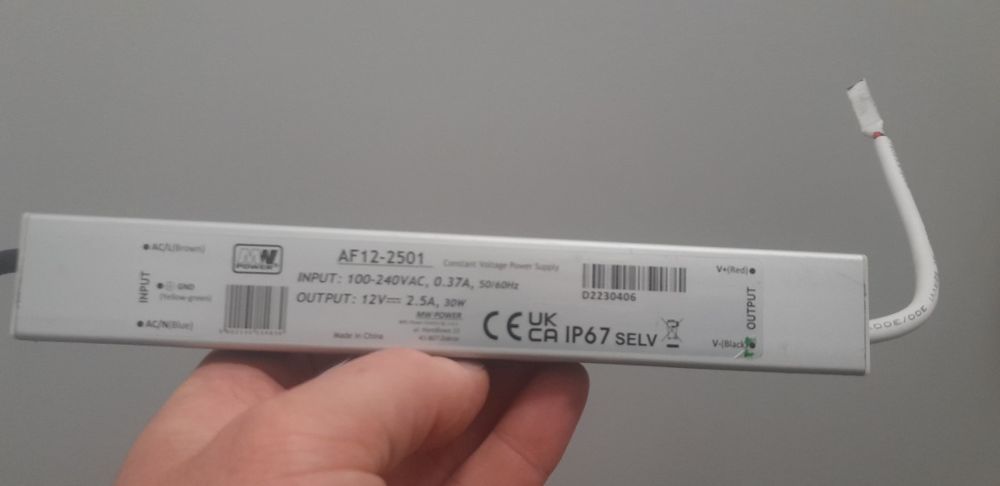 AC/L(Brown)
INPUT
GND
(Yellow-green)
AC/N(Blue)
MW
POWER
AF12-2501 Constant Voltage Power Supply
INPUT: 100-240VAC, 0.37A, 50/60Hz
OUTPUT: 12V⎓ 2.5A, 30W
MW POWER
Made in China
CE UK CA IP67 SELV
D2230406
V+(Red)
OUTPUT
V-(Black)
300/300